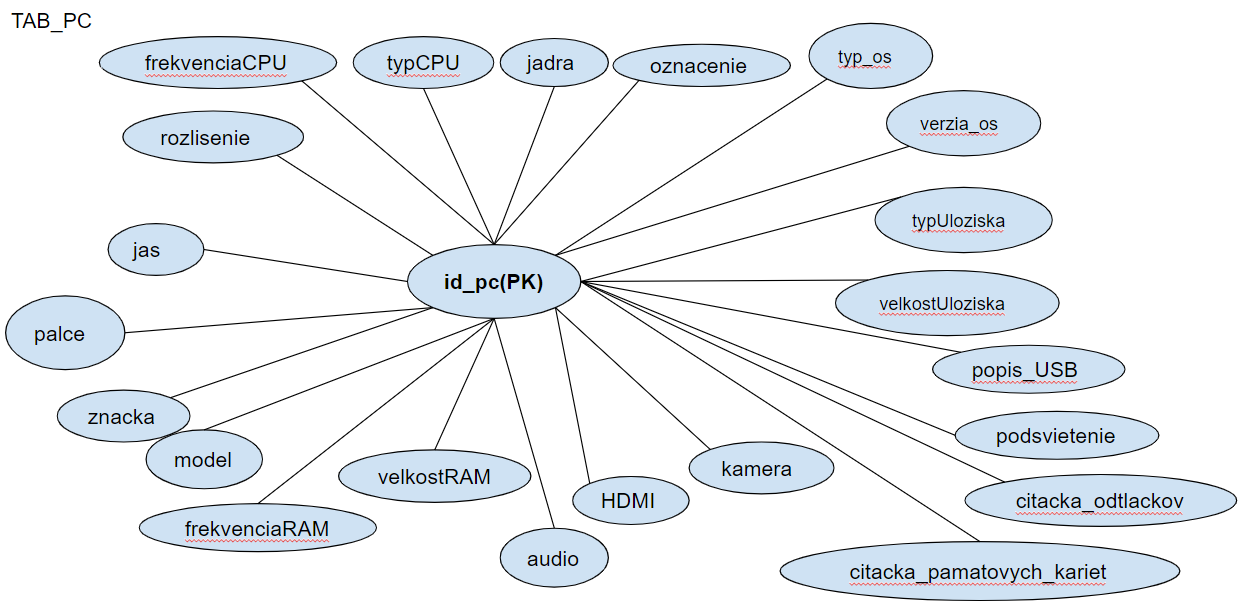 TAB_PC
frekvenciaCPU
typCPU
jadra
oznacenie
typ_os
verzia_os
rozlisenie
typUloziska
jas
id_pc(PK)
velkostUloziska
palce
popis_USB
znacka
podsvietenie
model
kamera
velkostRAM
HDMI
citacka_odtlackov
frekvenciaRAM
audio
citacka_pamatovych_kariet